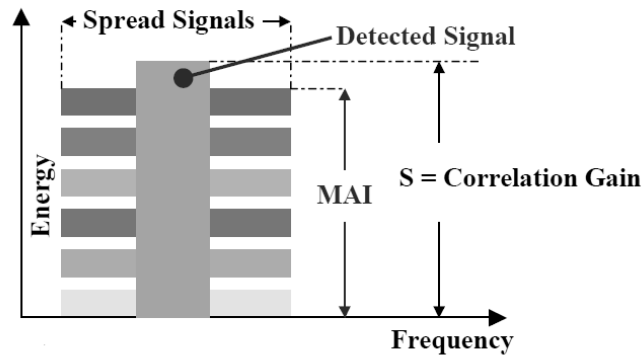 Spread Signals
Detected Signal
Energy
MAI
S = Correlation Gain
Frequency